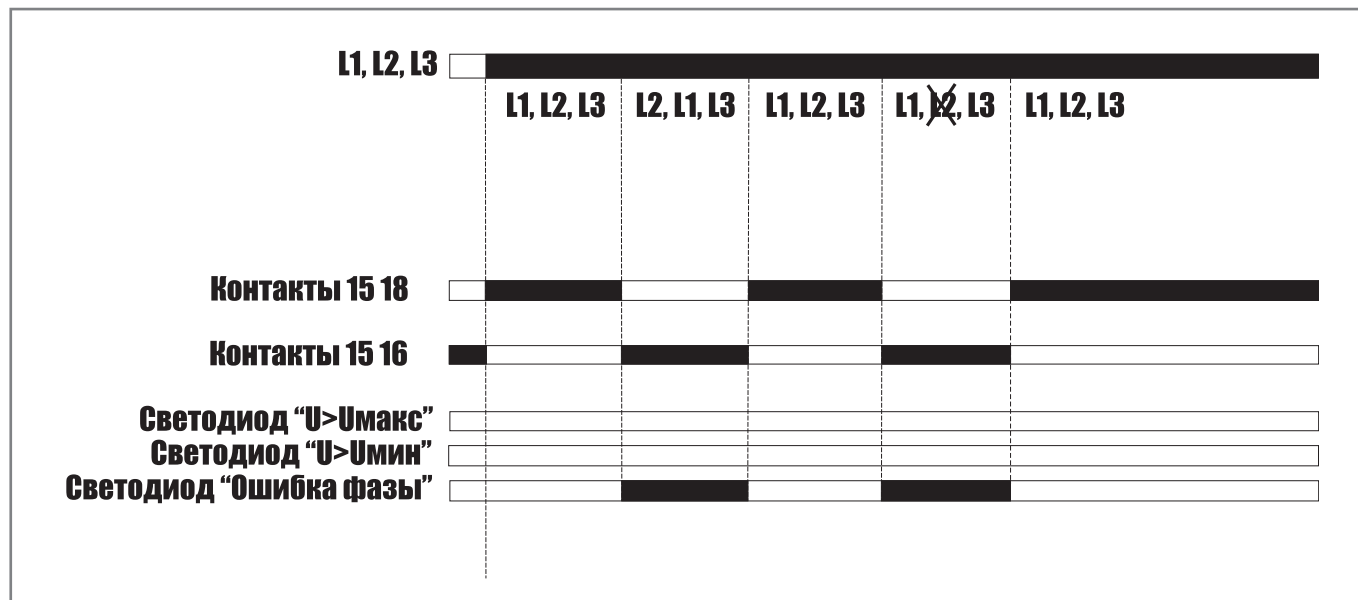 L1, L2, L3
L1, L2, L3 L2, L1, L3 L1, L2, L3 L1, L2, L3 L1, L2, L3
Контакты 15 18
Контакты 15 16
Светодиод “U>Uмакс”
Светодиод “U>Uмин”
Светодиод “Ошибка фазы”